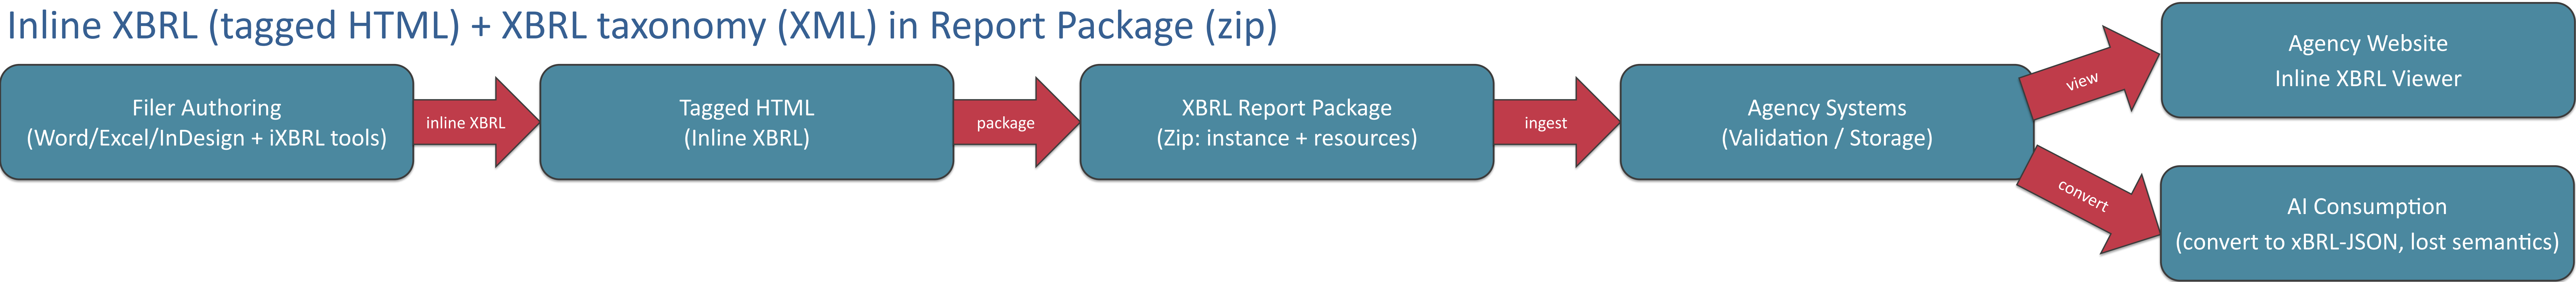 Inline XBRL (tagged HTML) + XBRL taxonomy (XML) in Report Package (zip)
Filer Authoring
(Word/Excel/InDesign + iXBRL tools)
inline XBRL
Tagged HTML
(Inline XBRL)
package
XBRL Report Package
(Zip: instance + resources)
ingest
Agency Systems
(Validation / Storage)
view
Agency Website
Inline XBRL Viewer
convert
AI Consumption
(convert to xBRL-JSON, lost semantics)